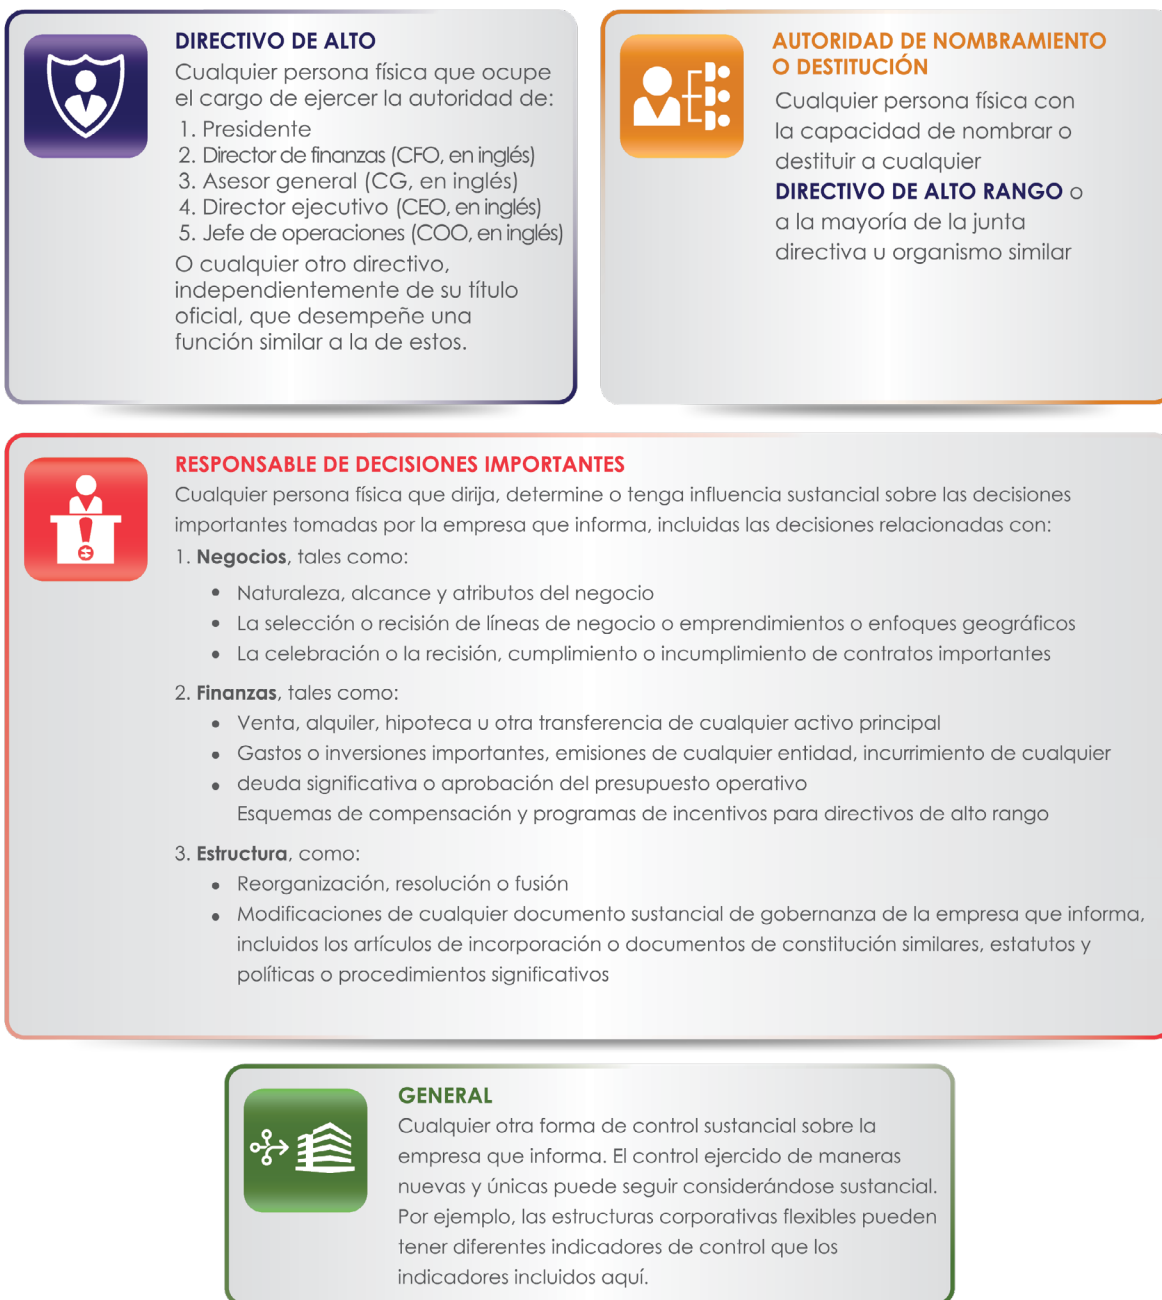 DIRECTIVO DE ALTO
Cualquier persona física que ocupe
el cargo de ejercer la autoridad de:
1. Presidente
2. Director de finanzas (CFO, en inglés)
3. Asesor general (CG, en inglés)
4. Director ejecutivo (CEO, en inglés)
5. Jefe de operaciones (COO, en inglés)
O cualquier otro directivo,
independientemente de su título
oficial, que desempeñe una
función similar a la de estos.
AUTORIDAD DE NOMBRAMIENTO
O DESTITUCIÓN
Cualquier persona física con
la capacidad de nombrar o
destituir a cualquier
DIRECTIVO DE ALTO RANGO o
a la mayoría de la junta
directiva u organismo similar
RESPONSABLE DE DECISIONES IMPORTANTES
Cualquier persona física que dirija, determine o tenga influencia sustancial sobre las decisiones
importantes tomadas por la empresa que informa, incluidas las decisiones relacionadas con:
1. Negocios, tales como:
• Naturaleza, alcance y atributos del negocio
• La selección o recisión de líneas de negocio o emprendimientos o enfoques geográficos
• La celebración o la recisión, cumplimiento o incumplimiento de contratos importantes
2. Finanzas, tales como:
• Venta, alquiler, hipoteca u otra transferencia de cualquier activo principal
• Gastos o inversiones importantes, emisiones de cualquier entidad, incurrimiento de cualquier
• deuda significativa o aprobación del presupuesto operativo
Esquemas de compensación y programas de incentivos para directivos de alto rango
3. Estructura, como:
• Reorganización, resolución o fusión
• Modificaciones de cualquier documento sustancial de gobernanza de la empresa que informa,
incluidos los artículos de incorporación o documentos de constitución similares, estatutos y
políticas o procedimientos significativos
GENERAL
Cualquier otra forma de control sustancial sobre la
empresa que informa. El control ejercido de maneras
nuevas y únicas puede seguir considerándose sustancial.
Por ejemplo, las estructuras corporativas flexibles pueden
tener diferentes indicadores de control que los
indicadores incluidos aquí.